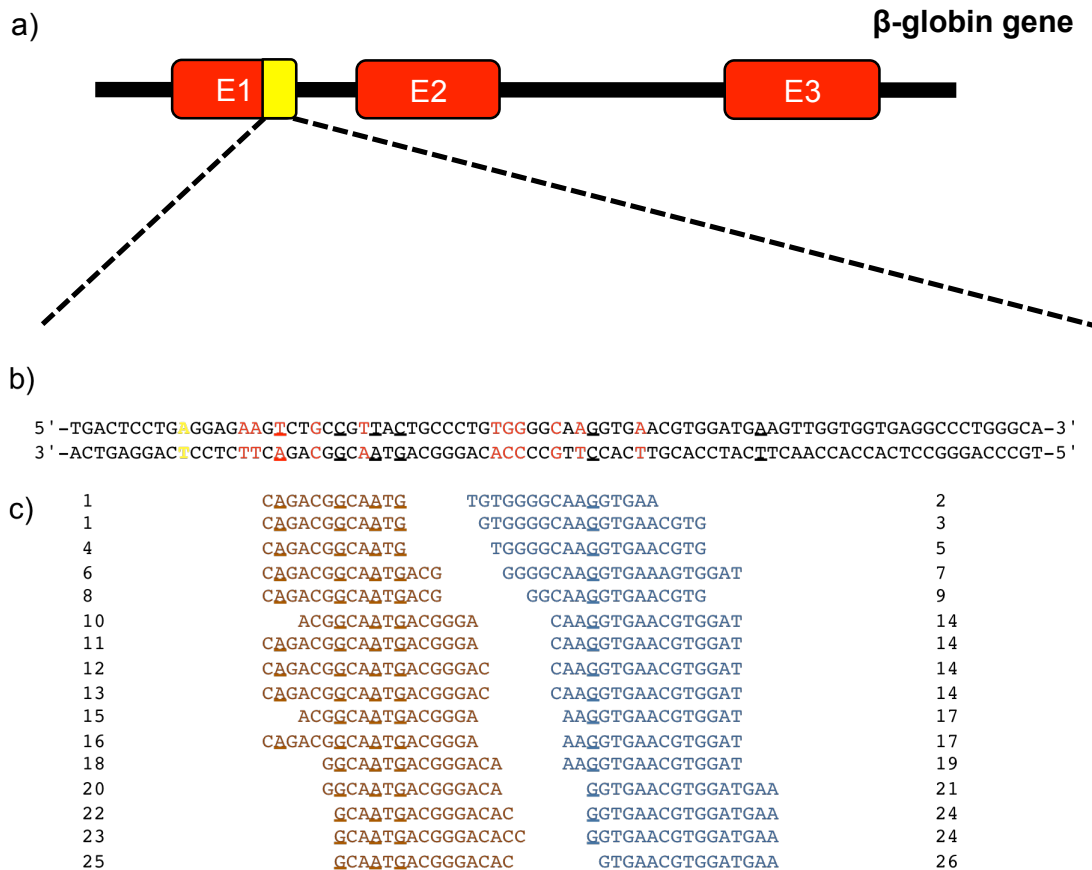 a)
β-globin gene
E1 E2 E3
b)
5'-TGACTCCTGAGGAGAAGTCTGCCGTTACTGCCCTGTGGGGCAAGGTGAACGTGGATGAAGTTGGTGGTGAGGCCCTGGGCA-3'
3'-ACTGAGGACTCCTCTTCAGACGGCAATGACGGGACACCCCGTTCCACTTGCACCTACTTCAACCACCACTCCGGGACCCGT-5'
c)
1 CAGACGGCAATG TGTGGGGCAAGGTGAA 2
1 CAGACGGCAATG GTGGGGCAAGGTGAACGTG 3
4 CAGACGGCAATG TGGGGCAAGGTGAACGTG 5
6 CAGACGGCAATGACG GGGGCAAGGTGAAAGTGGAT 7
8 CAGACGGCAATGACG GGCAAGGTGAACGTG 9
10 ACGGCAATGACGGGA CAAGGTGAACGTGGAT 14
11 CAGACGGCAATGACGGGA CAAGGTGAACGTGGAT 14
12 CAGACGGCAATGACGGGAC CAAGGTGAACGTGGAT 14
13 CAGACGGCAATGACGGGAC CAAGGTGAACGTGGAT 14
15 ACGGCAATGACGGGA AAGGTGAACGTGGAT 17
16 CAGACGGCAATGACGGGA AAGGTGAACGTGGAT 17
18 GGCAATGACGGGACA AAGGTGAACGTGGAT 19
20 GGCAATGACGGGACA GGTGAACGTGGATGAA 21
22 GCAATGACGGGACAC GGTGAACGTGGATGAA 24
23 GCAATGACGGGACACC GGTGAACGTGGATGAA 24
25 GCAATGACGGGACAC GTGAACGTGGATGAA 26